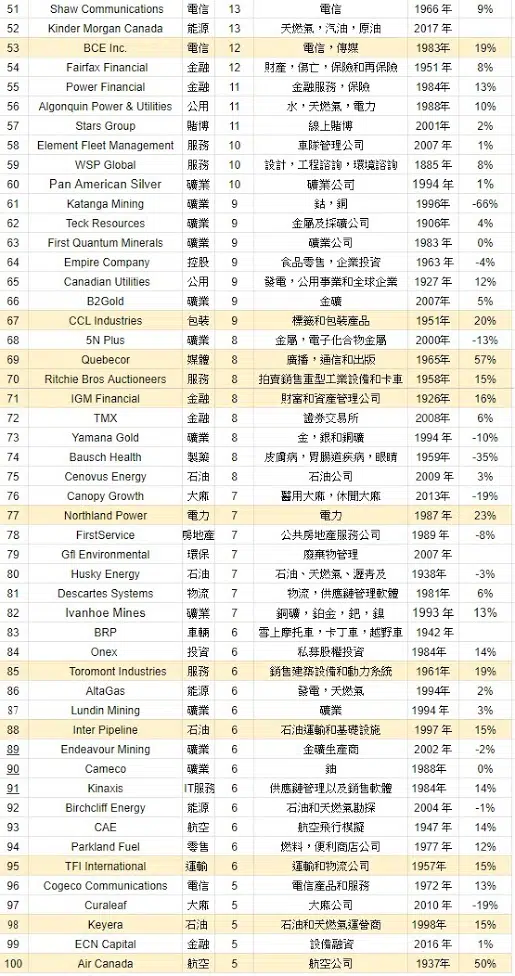 51 Shaw Communications 電信 13 電信 1966 年 9%
52 Kinder Morgan Canada 能源 13 天燃氣，汽油，原油 2017 年
53 BCE Inc. 電信 12 電信，傳媒 1983年 19%
54 Fairfax Financial 金融 12 財產，傷亡，保險和再保險 1951 年 8%
55 Power Financial 金融 11 金融服務，保險 1984年 13%
56 Algonquin Power & Utilities 公用 11 水，天燃氣，電力 1988年 10%
57 Stars Group 賭博 11 線上賭博 2001年 2%
58 Element Fleet Management 服務 10 車隊管理公司 2007 年 1%
59 WSP Global 服務 10 設計，工程諮詢，環境諮詢 1885 年 8%
60 Pan American Silver 礦業 10 礦業公司 1994 年 1%
61 Katanga Mining 礦業 9 鈷，銅 1996年 -66%
62 Teck Resources 礦業 9 金屬及採礦公司 1906年 4%
63 First Quantum Minerals 礦業 9 礦業公司 1983 年 0%
64 Empire Company 控股 9 食品零售，企業投資 1963 年 -4%
65 Canadian Utilities 公用 9 發電，公用事業和全球企業 1927 年 12%
66 B2Gold 礦業 9 金礦 2007年 5%
67 CCL Industries 包裝 9 標籤和包裝產品 1951年 20%
68 5N Plus 礦業 8 金屬，電子化合物金屬 2000年 -13%
69 Quebecor 媒體 8 廣播，通信和出版 1965年 57%
70 Ritchie Bros Auctioneers 服務 8 拍賣銷售重型工業設備和卡車 1958年 15%
71 IGM Financial 金融 8 財富和資產管理公司 1926年 16%
72 TMX 金融 8 證券交易所 2008年 6%
73 Yamana Gold 礦業 8 金，銀和銅礦 1994 年 -10%
74 Bausch Health 製藥 8 皮膚病，胃腸道疾病，眼睛 1959年 -35%
75 Cenovus Energy 石油 8 石油公司 2009 年 3%
76 Canopy Growth 大麻 7 醫用大麻，休閒大麻 2013年 -19%
77 Northland Power 電力 7 電力 1987 年 23%
78 FirstService 房地產 7 公共房地產服務公司 1989 年 -8%
79 Gfl Environmental 環保 7 廢棄物管理 2007 年
80 Husky Energy 石油 7 石油、天燃氣、瀝青及 1938年 -3%
81 Descartes Systems 物流 7 物流，供應鏈管理軟體 1981年 6%
82 Ivanhoe Mines 礦業 7 銅礦，鉑金，鈀，鎳 1993 年 13%
83 BRP 車輛 6 雪上摩托車，卡丁車，越野車 1942 年
84 Onex 投資 6 私募股權投資 1984年 14%
85 Toromont Industries 服務 6 銷售建築設備和動力系統 1961年 19%
86 AltaGas 能源 6 發電，天燃氣 1994年 2%
87 Lundin Mining 礦業 6 礦業 1994 年 3%
88 Inter Pipeline 石油 6 石油運輸和基礎設施 1997 年 15%
89 Endeavour Mining 礦業 6 金礦生產商 2002 年 -2%
90 Cameco 礦業 6 鈾 1988年 0%
91 Kinaxis IT服務 6 供應鏈管理以及銷售軟體 1984年 14%
92 Birchcliff Energy 能源 6 石油和天燃氣勘探 2004 年 -1%
93 CAE 航空 6 航空飛行模擬 1947 年 14%
94 Parkland Fuel 零售 6 燃料，便利商店公司 1977 年 12%
95 TFI International 運輸 6 運輸和物流公司 1957年 15%
96 Cogeco Communications 電信 5 電信產品和服務 1972 年 13%
97 Curaleaf 大麻 5 大麻公司 2010 年 -19%
98 Keyera 石油 5 石油和天燃氣運營商 1998年 15%
99 ECN Capital 金融 5 設備融資 2016 年 1%
100 Air Canada 航空 5 航空公司 1937年 50%